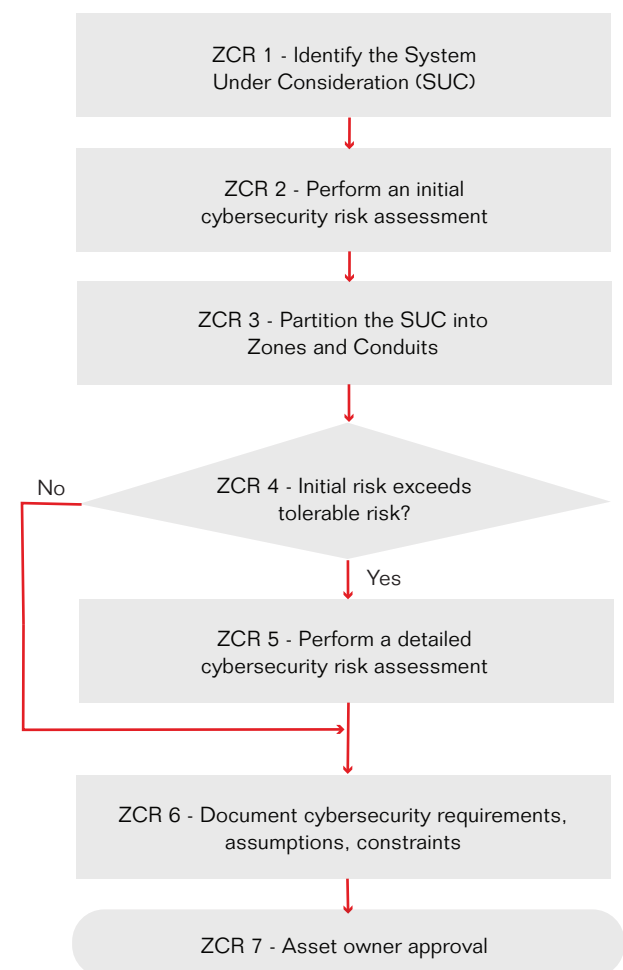 ZCR 1 - Identify the System
Under Consideration (SUC)
ZCR 2 - Perform an initial
cybersecurity risk assessment
ZCR 3 - Partition the SUC into
Zones and Conduits
No
ZCR 4 - Initial risk exceeds
tolerable risk?
Yes
ZCR 5 - Perform a detailed
cybersecurity risk assessment
ZCR 6 - Document cybersecurity requirements,
assumptions, constraints
ZCR 7 - Asset owner approval